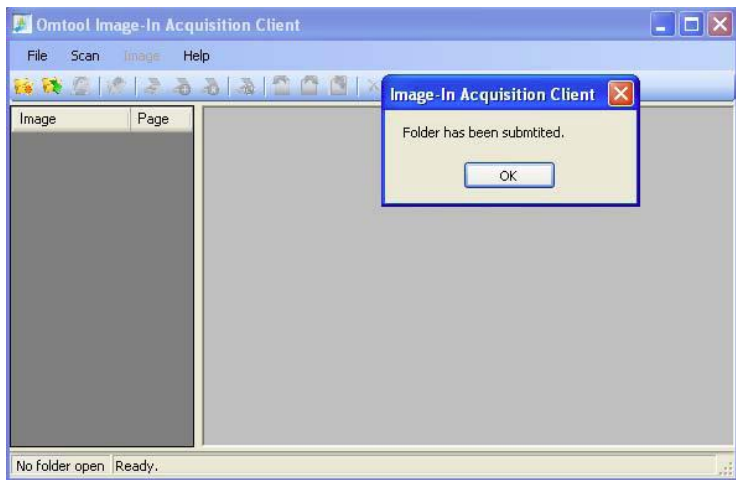 Omtool Image-In Acquisition Client
File Scan Image Help
Image-In Acquisition Client
Image Page
Folder has been submtited.
OK
No folder open Ready.